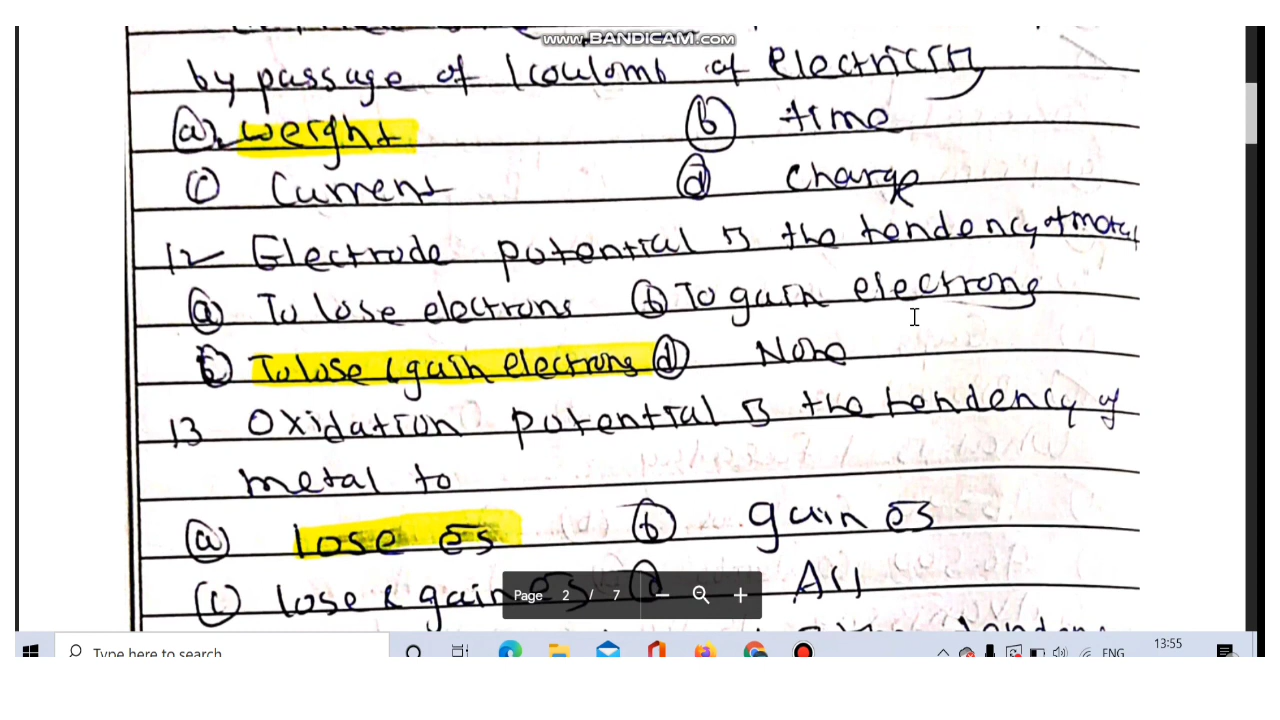 WWW.BANDICAM.COM
by passage of 1 coulomb of electricity
(a) weight (b) time
(c) Current (d) Charge
12 Electrode potential is the tendency of metal
(a) To lose electrons (b) To gain electrons
(c) To lose & gain electrons (d) None
13 Oxidation potential is the tendency of
metal to
(a) lose es (b) gain es
(c) lose & gain es (d) All
Page 2 / 7
Type here to search
ENG
13:55